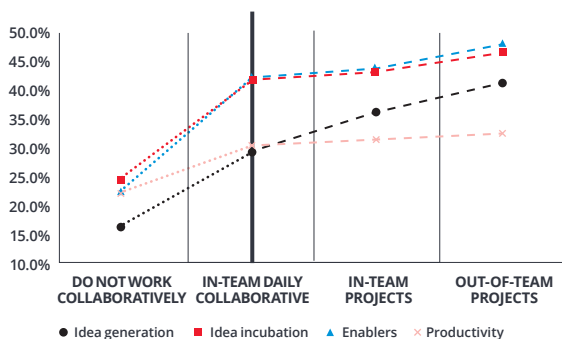 50.0%
45.0%
40.0%
35.0%
30.0%
25.0%
20.0%
15.0%
10.0%
DO NOT WORK COLLABORATIVELY
IN-TEAM DAILY COLLABORATIVE
IN-TEAM PROJECTS
OUT-OF-TEAM PROJECTS
Idea generation Idea incubation Enablers Productivity